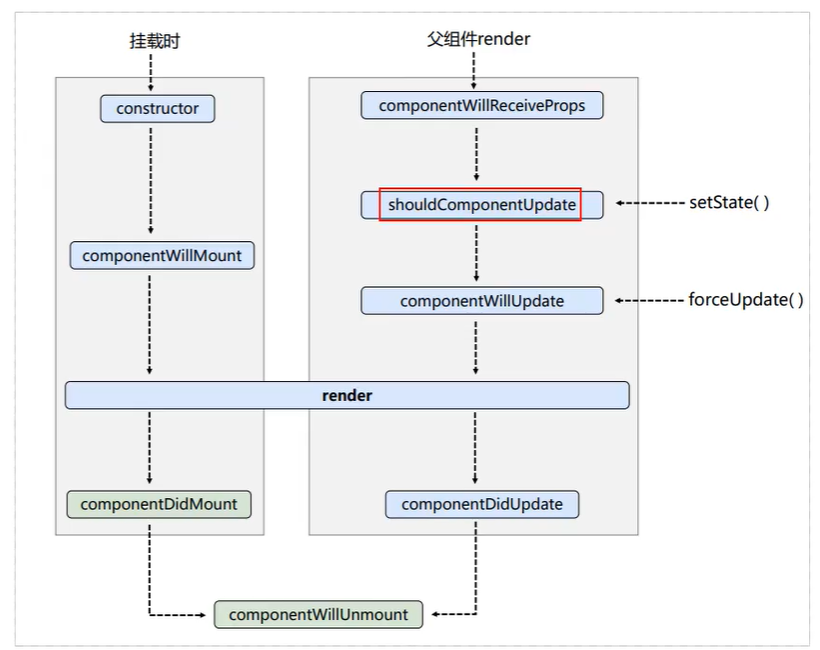 挂载时
父组件render
constructor
componentWillReceiveProps
shouldComponentUpdate
setState( )
componentWillMount
componentWillUpdate
forceUpdate( )
render
componentDidMount
componentDidUpdate
componentWillUnmount